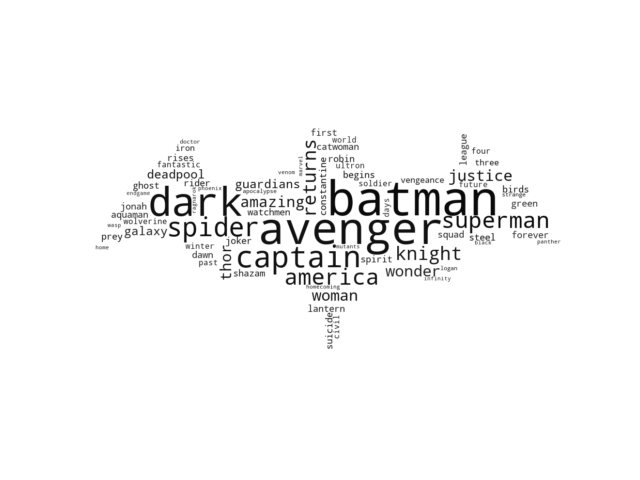 first
doctor
world
league
iron
catwoman
four
rises
marvel
robin
three
fantastic
returns
ultron
deadpool
venom
begins
justice
ghost
rider
guardians
constantine
soldier
vengeance
future
birds
endgame
ragnarok
phoenix
apocalypse
strange
dark
amazing
batman
days
green
jonah
watchmen
aquaman
wolverine
spider
avenger
superman
wasp
galaxy
squad
steel
forever
prey
joker
black
panther
home
winter
thor
captain
mutants
knight
dawn
spirit
past
shazam
america
wonder
logan
infinity
homecoming
woman
lantern
suicide
civil